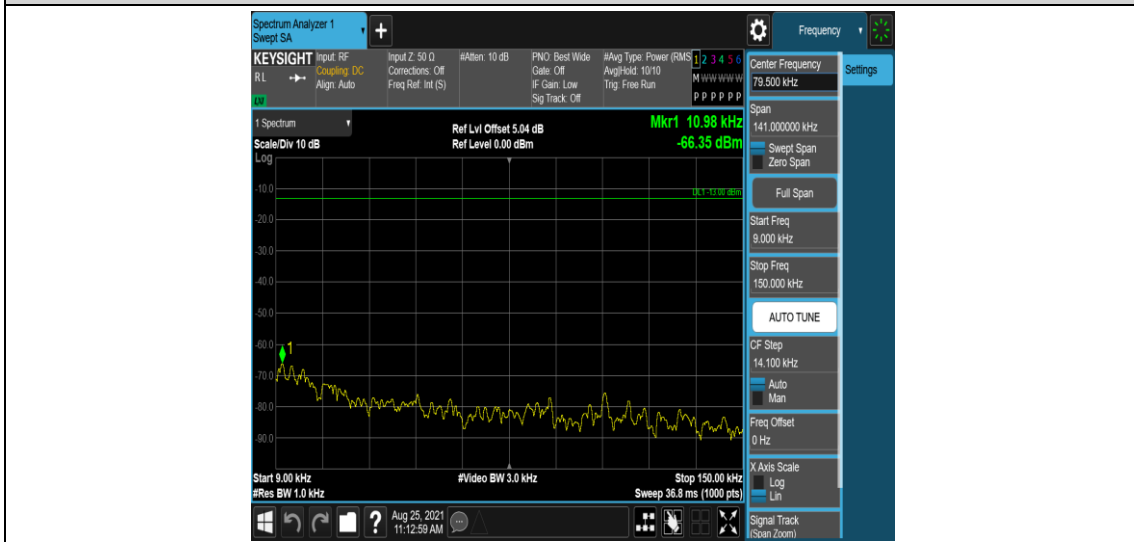 Spectrum Analyzer 1
Swept SA
+
Frequency
KEYSIGHT
RL
LXI
Input: RF
Coupling: DC
Align: Auto
Input Z: 50 Ω
Corrections: Off
Freq Ref: Int (S)
#Atten: 10 dB
PNO: Best Wide
Gate: Off
IF Gain: Low
Sig Track: Off
#Avg Type: Power (RMS
Avg|Hold: 10/10
Trig: Free Run
1 2 3 4 5 6
M W W W W W
P P P P P P
1 Spectrum
Scale/Div 10 dB
Log
Ref Lvl Offset 5.04 dB
Ref Level 0.00 dBm
Mkr1 10.98 kHz
-66.35 dBm
DL1 -13.00 dBm
-10.0
-20.0
-30.0
-40.0
-50.0
-60.0
-70.0
-80.0
-90.0
1
Start 9.00 kHz
#Res BW 1.0 kHz
#Video BW 3.0 kHz
Stop 150.00 kHz
Sweep 36.8 ms (1000 pts)
?
Aug 25, 2021
11:12:59 AM
Center Frequency
79.500 kHz
Settings
Span
141.000000 kHz
Swept Span
Zero Span
Full Span
Start Freq
9.000 kHz
Stop Freq
150.000 kHz
AUTO TUNE
CF Step
14.100 kHz
Auto
Man
Freq Offset
0 Hz
X Axis Scale
Log
Lin
Signal Track
(Span Zoom)